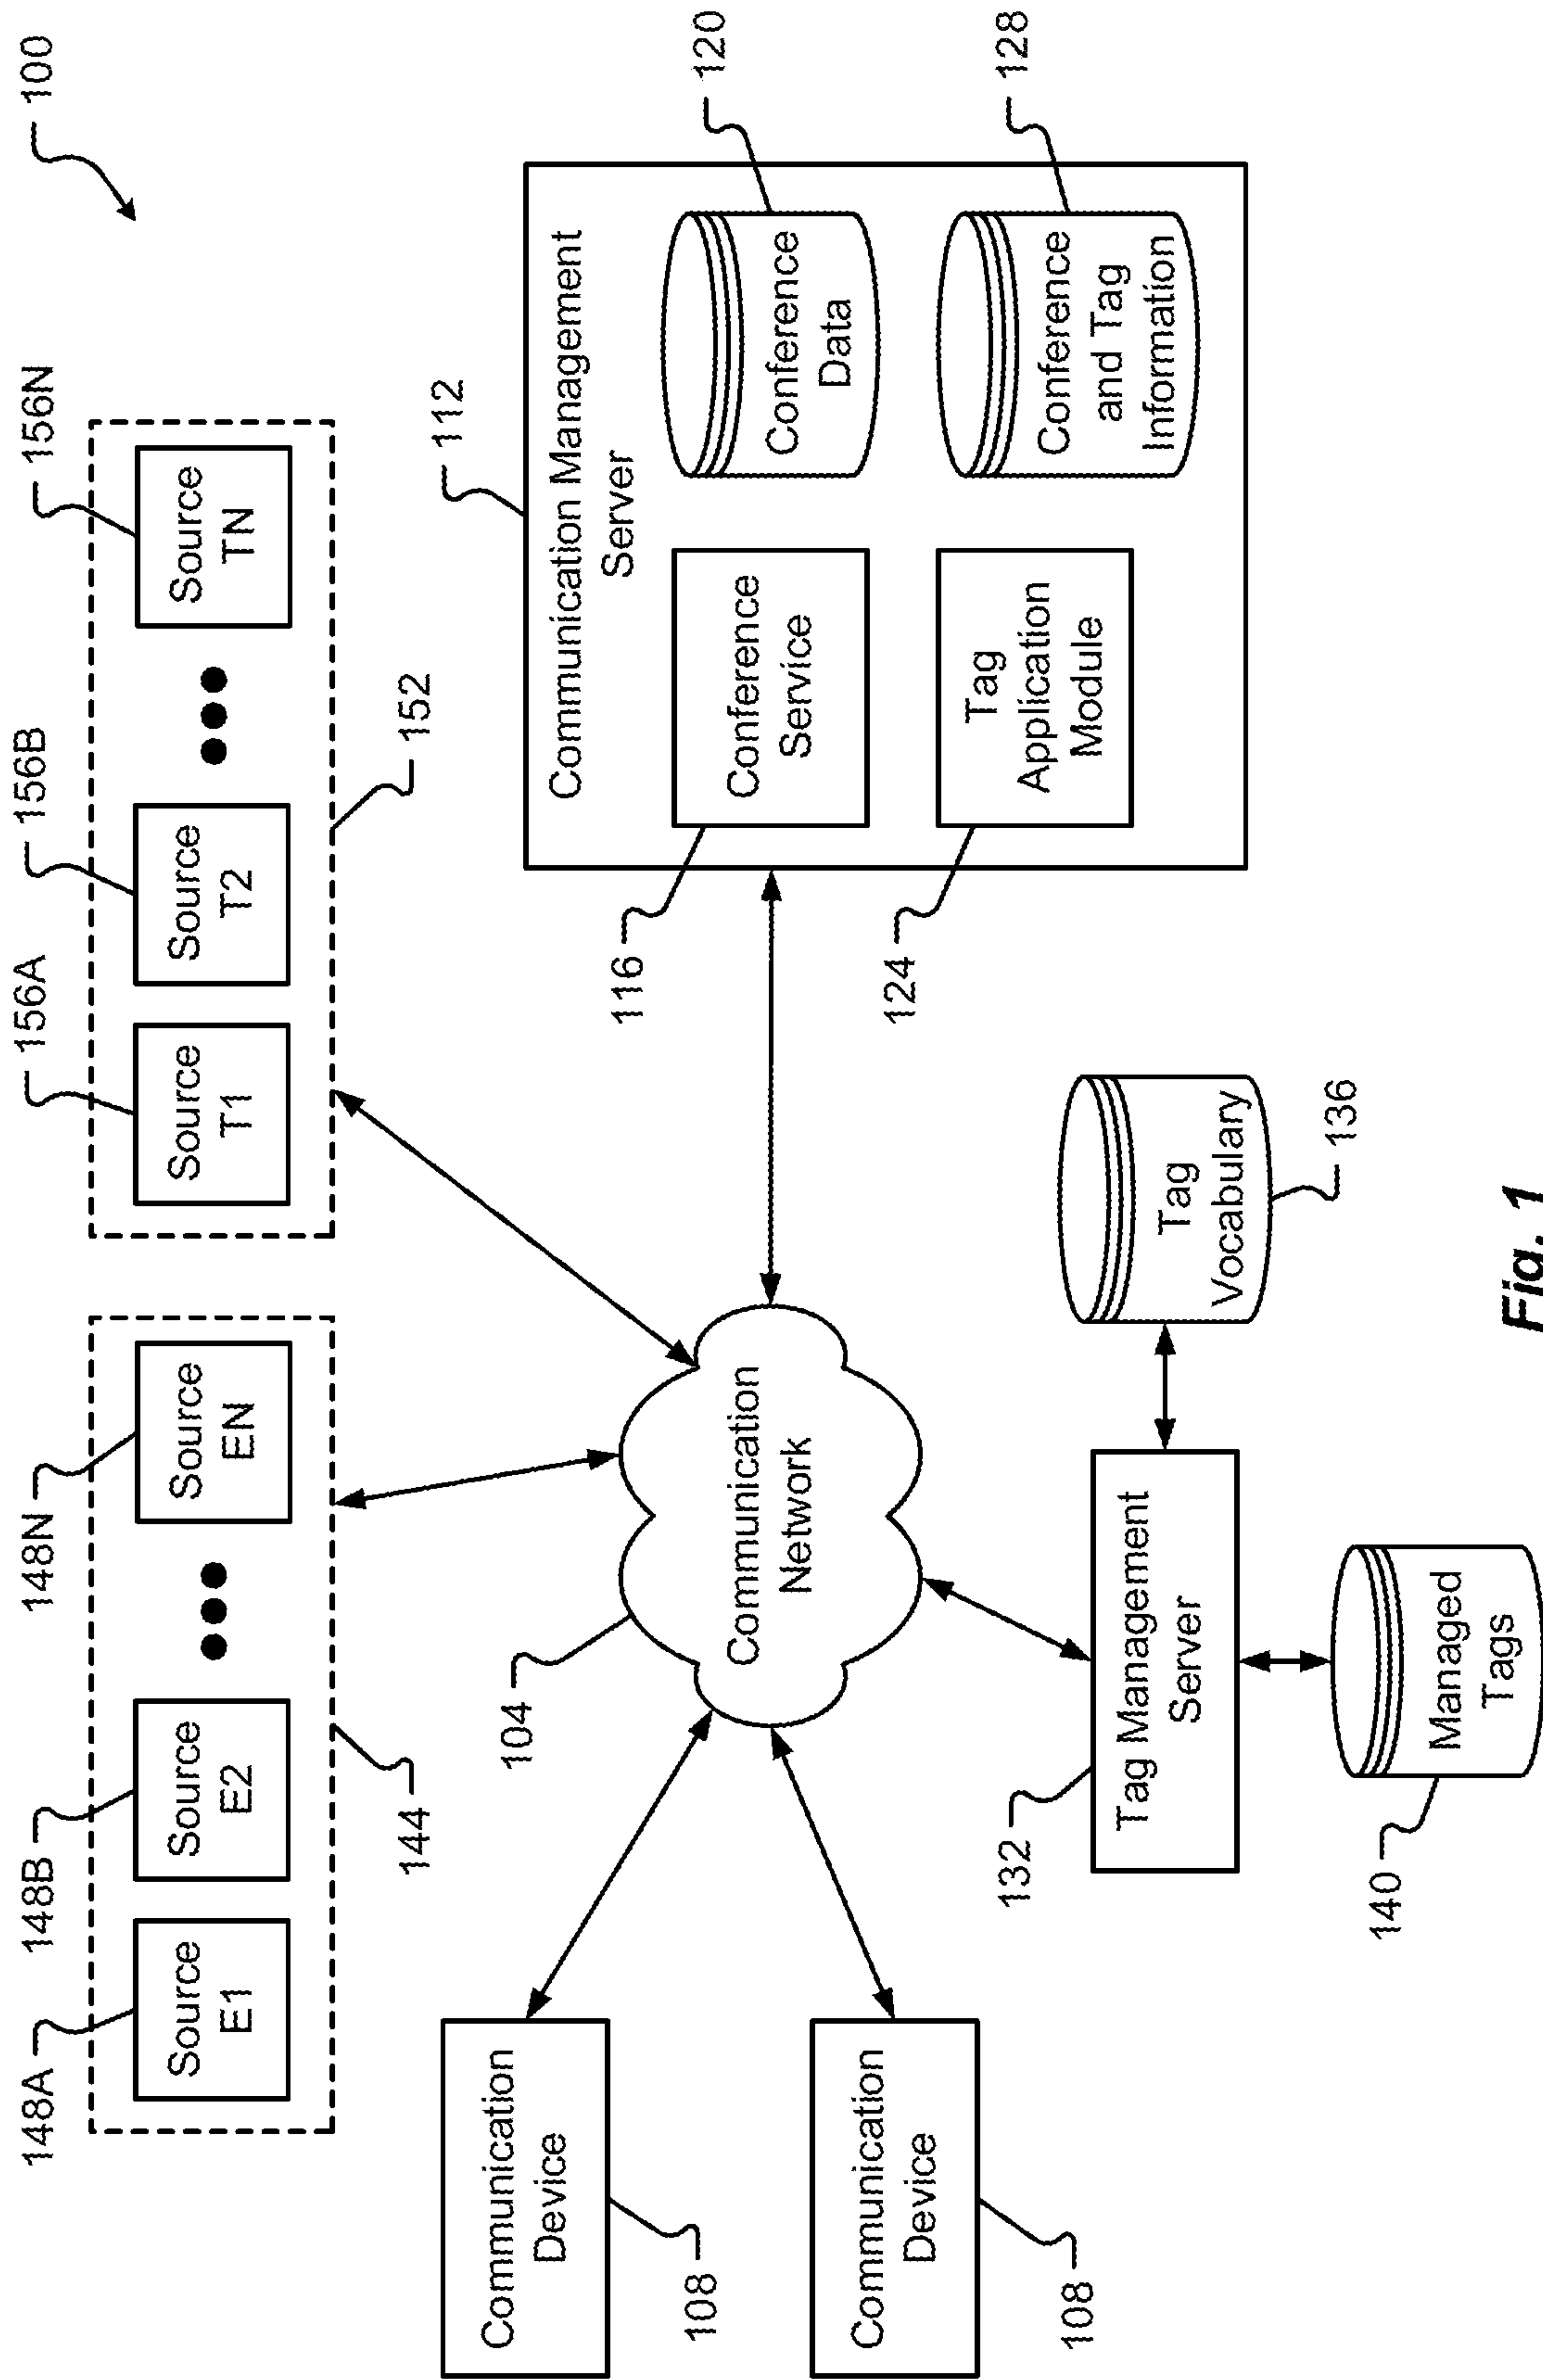 100
148A
148B
148N
156A
156B
156N
Source
E1
Source
E2
Source
EN
Source
T1
Source
T2
Source
TN
144
152
112
Communication
Device
108
Communication
Device
108
104
Communication
Network
Communication Management
Server
116
Conference
Service
Conference
Data
120
124
Tag
Application
Module
Conference
and Tag
Information
128
132
Tag Management
Server
Tag
Vocabulary
136
140
Managed
Tags
Fig. 1